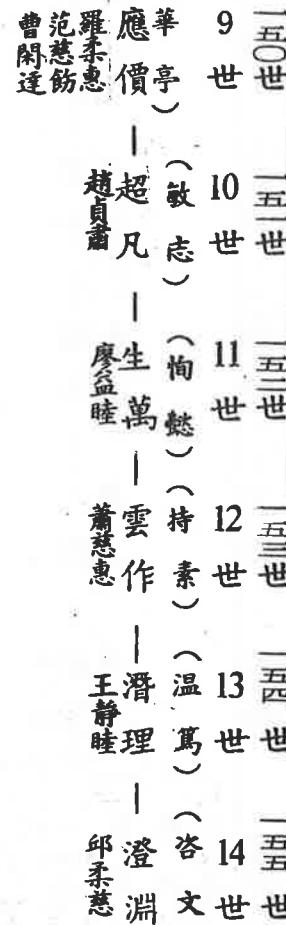 一五〇世 一五一世 一五二世 一五三世 一五四世 一五五世
9世 10世 11世 12世 13世 14世
華亭）（敏志）（恂懿）（持素）（温篤）（咨文
應價—超凡—生萬—雲作—濳理—澄淵
羅柔惠 趙貞肅 廖益睦 蕭慈惠 王靜睦 邱柔慈
范慈飭
曹閑達